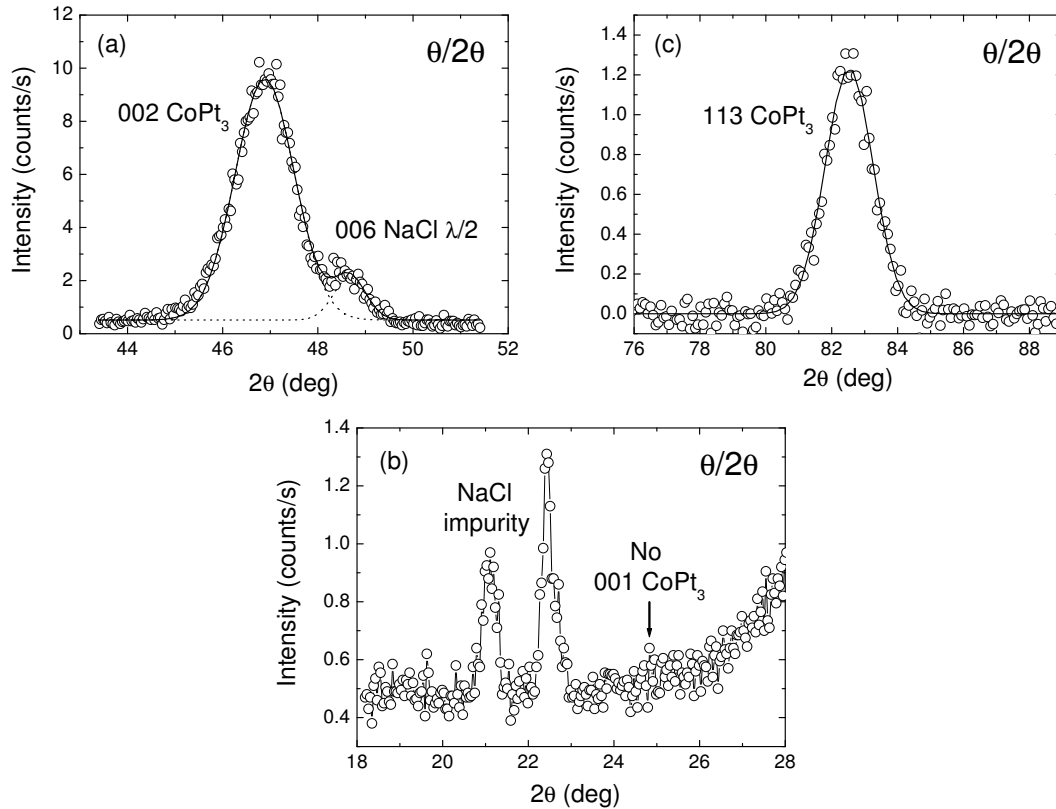 (a)
θ/2θ
002 CoPt₃
006 NaCl λ/2
Intensity (counts/s)
12
10
8
6
4
2
0
44
46
48
50
52
2θ (deg)
(c)
θ/2θ
113 CoPt₃
Intensity (counts/s)
1.4
1.2
1.0
0.8
0.6
0.4
0.2
0.0
76
78
80
82
84
86
88
2θ (deg)
(b)
θ/2θ
NaCl
impurity
No
001 CoPt₃
Intensity (counts/s)
1.4
1.2
1.0
0.8
0.6
0.4
18
20
22
24
26
28
2θ (deg)